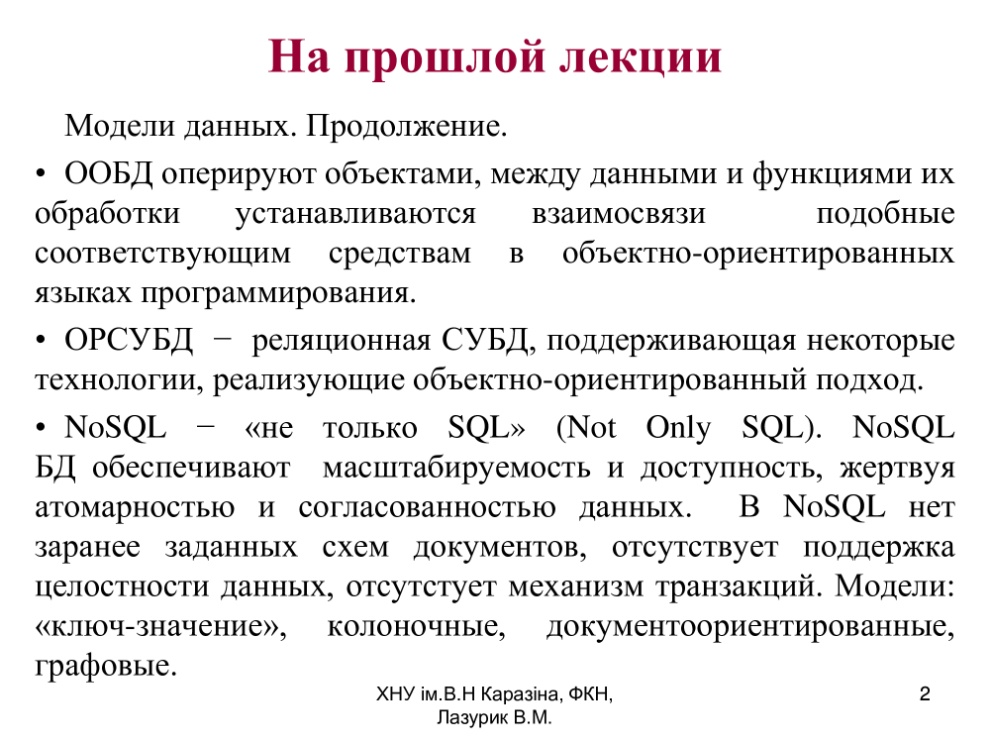 На прошлой лекции
Модели данных. Продолжение.
• ООБД оперируют объектами, между данными и функциями их
обработки устанавливаются взаимосвязи подобные
соответствующим средствам в объектно-ориентированных
языках программирования.
• ОРСУБД − реляционная СУБД, поддерживающая некоторые
технологии, реализующие объектно-ориентированный подход.
• NoSQL − «не только SQL» (Not Only SQL). NoSQL
БД обеспечивают масштабируемость и доступность, жертвуя
атомарностью и согласованностью данных. В NoSQL нет
заранее заданных схем документов, отсутствует поддержка
целостности данных, отсутстует механизм транзакций. Модели:
«ключ-значение», колоночные, документоориентированные,
графовые.
ХНУ ім.В.Н Каразіна, ФКН,
Лазурик В.М.
2